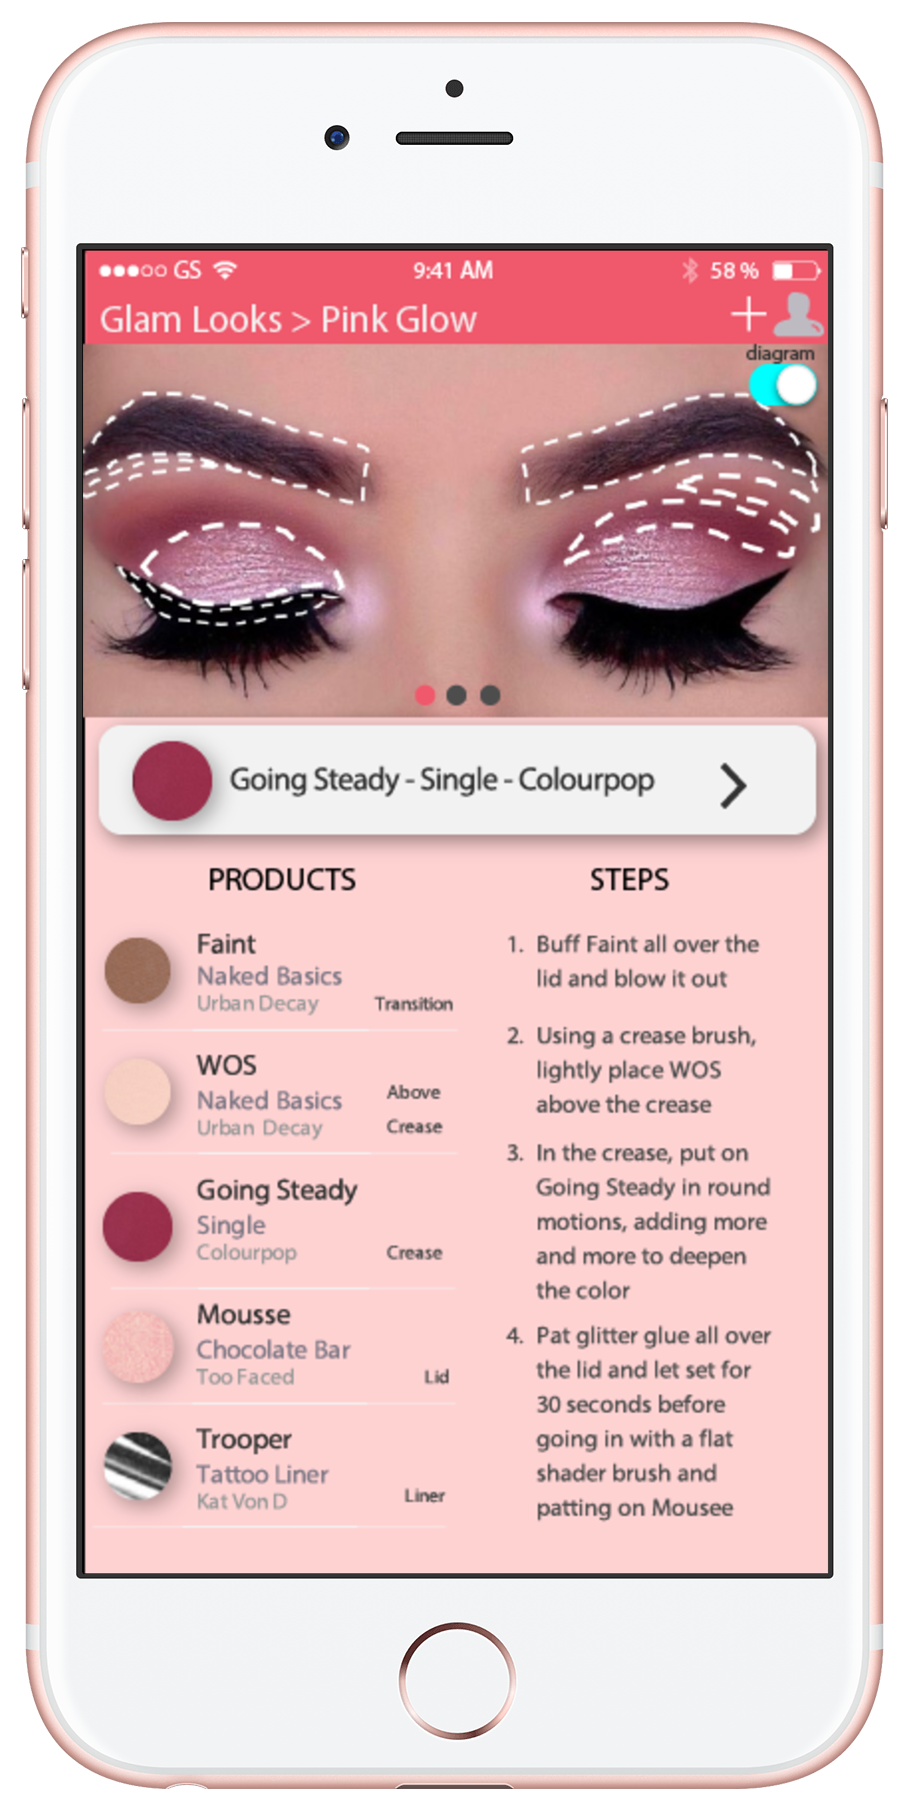 GS 9:41 AM 58 %
Glam Looks > Pink Glow
diagram
Going Steady - Single - Colourpop
PRODUCTS
Faint
Naked Basics
Urban Decay Transition
WOS
Naked Basics Above
Urban Decay Crease
Going Steady
Single
Colourpop Crease
Mousse
Chocolate Bar
Too Faced Lid
Trooper
Tattoo Liner
Kat Von D Liner
STEPS
1. Buff Faint all over the
lid and blow it out
2. Using a crease brush,
lightly place WOS
above the crease
3. In the crease, put on
Going Steady in round
motions, adding more
and more to deepen
the color
4. Pat glitter glue all over
the lid and let set for
30 seconds before
going in with a flat
shader brush and
patting on Mousee